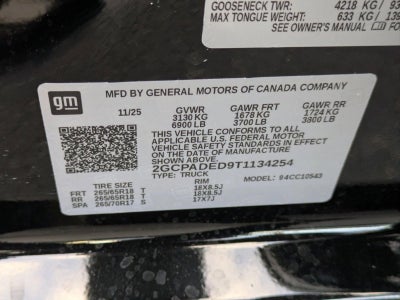 GOOSENECK TWR: 4218 KG / 93
MAX TONGUE WEIGHT: 633 KG / 139
SEE OWNER'S MANUAL
gm
MFD BY GENERAL MOTORS OF CANADA COMPANY
11/25 GVWR GAWR FRT GAWR RR
3130 KG 1678 KG 1724 KG
6900 LB 3700 LB 3800 LB
THIS VEHICLE CONFORMS TO ALL
APPLICABLE U.S. FEDERAL MOTOR
VEHICLE SAFETY STANDARDS IN EFFECT
ON THE DATE OF MANUFACTURE
2GCPADED9T1134254
TYPE: TRUCK
MODEL: 94CC10543
TIRE SIZE RIM
FRT 265/65R18 T 18X8.5J
RR 265/65R18 T 18X8.5J
SPA 265/70R17 S 17X7J